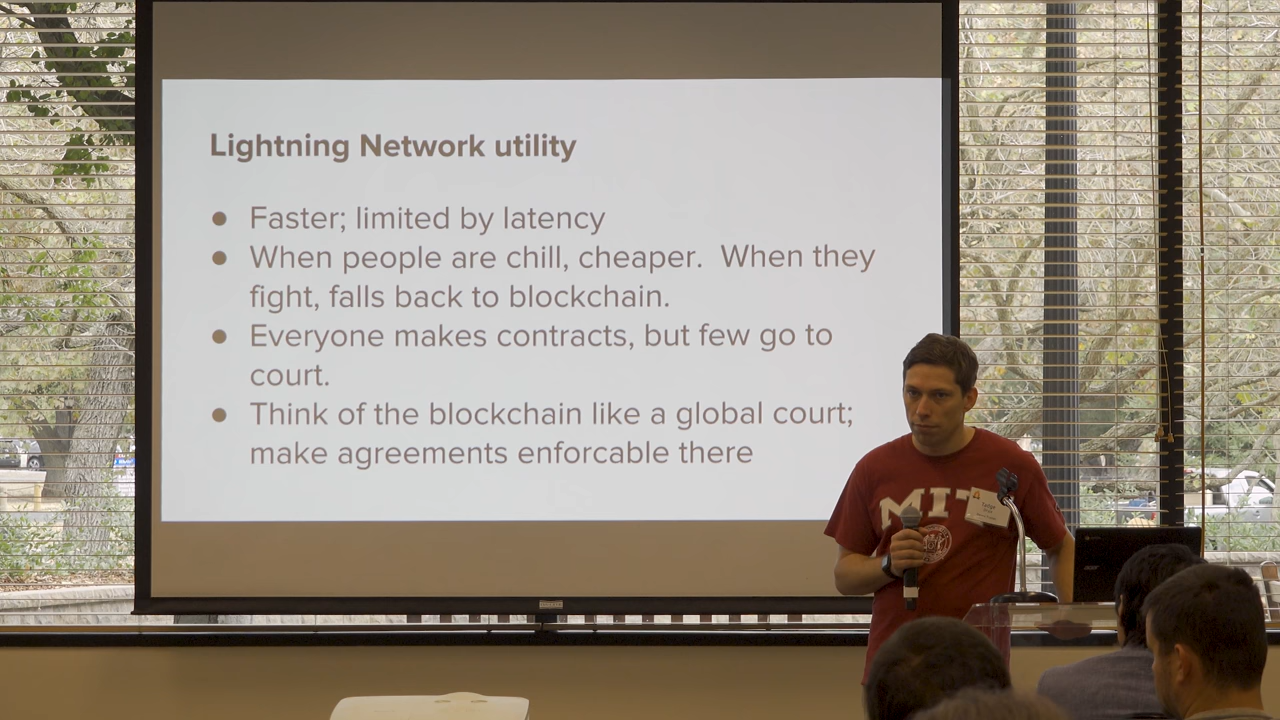 Lightning Network utility
● Faster; limited by latency
● When people are chill, cheaper.  When they
fight, falls back to blockchain.
● Everyone makes contracts, but few go to
court.
● Think of the blockchain like a global court;
make agreements enforcable there
MIT
Tadge
acer